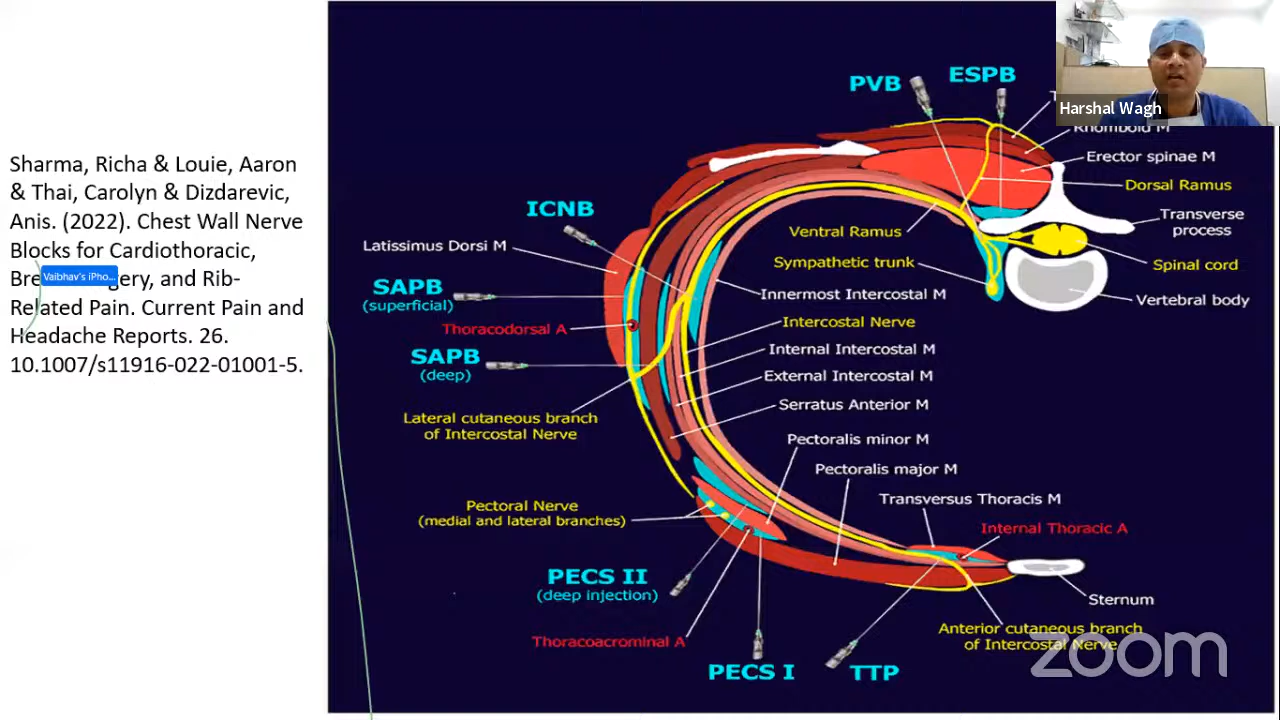 Sharma, Richa & Louie, Aaron
& Thai, Carolyn & Dizdarevic,
Anis. (2022). Chest Wall Nerve
Blocks for Cardiothoracic,
Bre gery, and Rib-
Related Pain. Current Pain and
Headache Reports. 26.
10.1007/s11916-022-01001-5.
Vaibhav's iPho...
PVB
ESPB
Harshal Wagh
Rhomboid M
Erector spinae M
Dorsal Ramus
Transverse
process
Spinal cord
Vertebral body
ICNB
Latissimus Dorsi M
SAPB
(superficial)
Thoracodorsal A
SAPB
(deep)
Lateral cutaneous branch
of Intercostal Nerve
Ventral Ramus
Sympathetic trunk
Innermost Intercostal M
Intercostal Nerve
Internal Intercostal M
External Intercostal M
Serratus Anterior M
Pectoralis minor M
Pectoralis major M
Transversus Thoracis M
Internal Thoracic A
Pectoral Nerve
(medial and lateral branches)
PECS II
(deep injection)
Thoracoacrominal A
PECS I
TTP
Sternum
Anterior cutaneous branch
of Intercostal Nerve
zoom